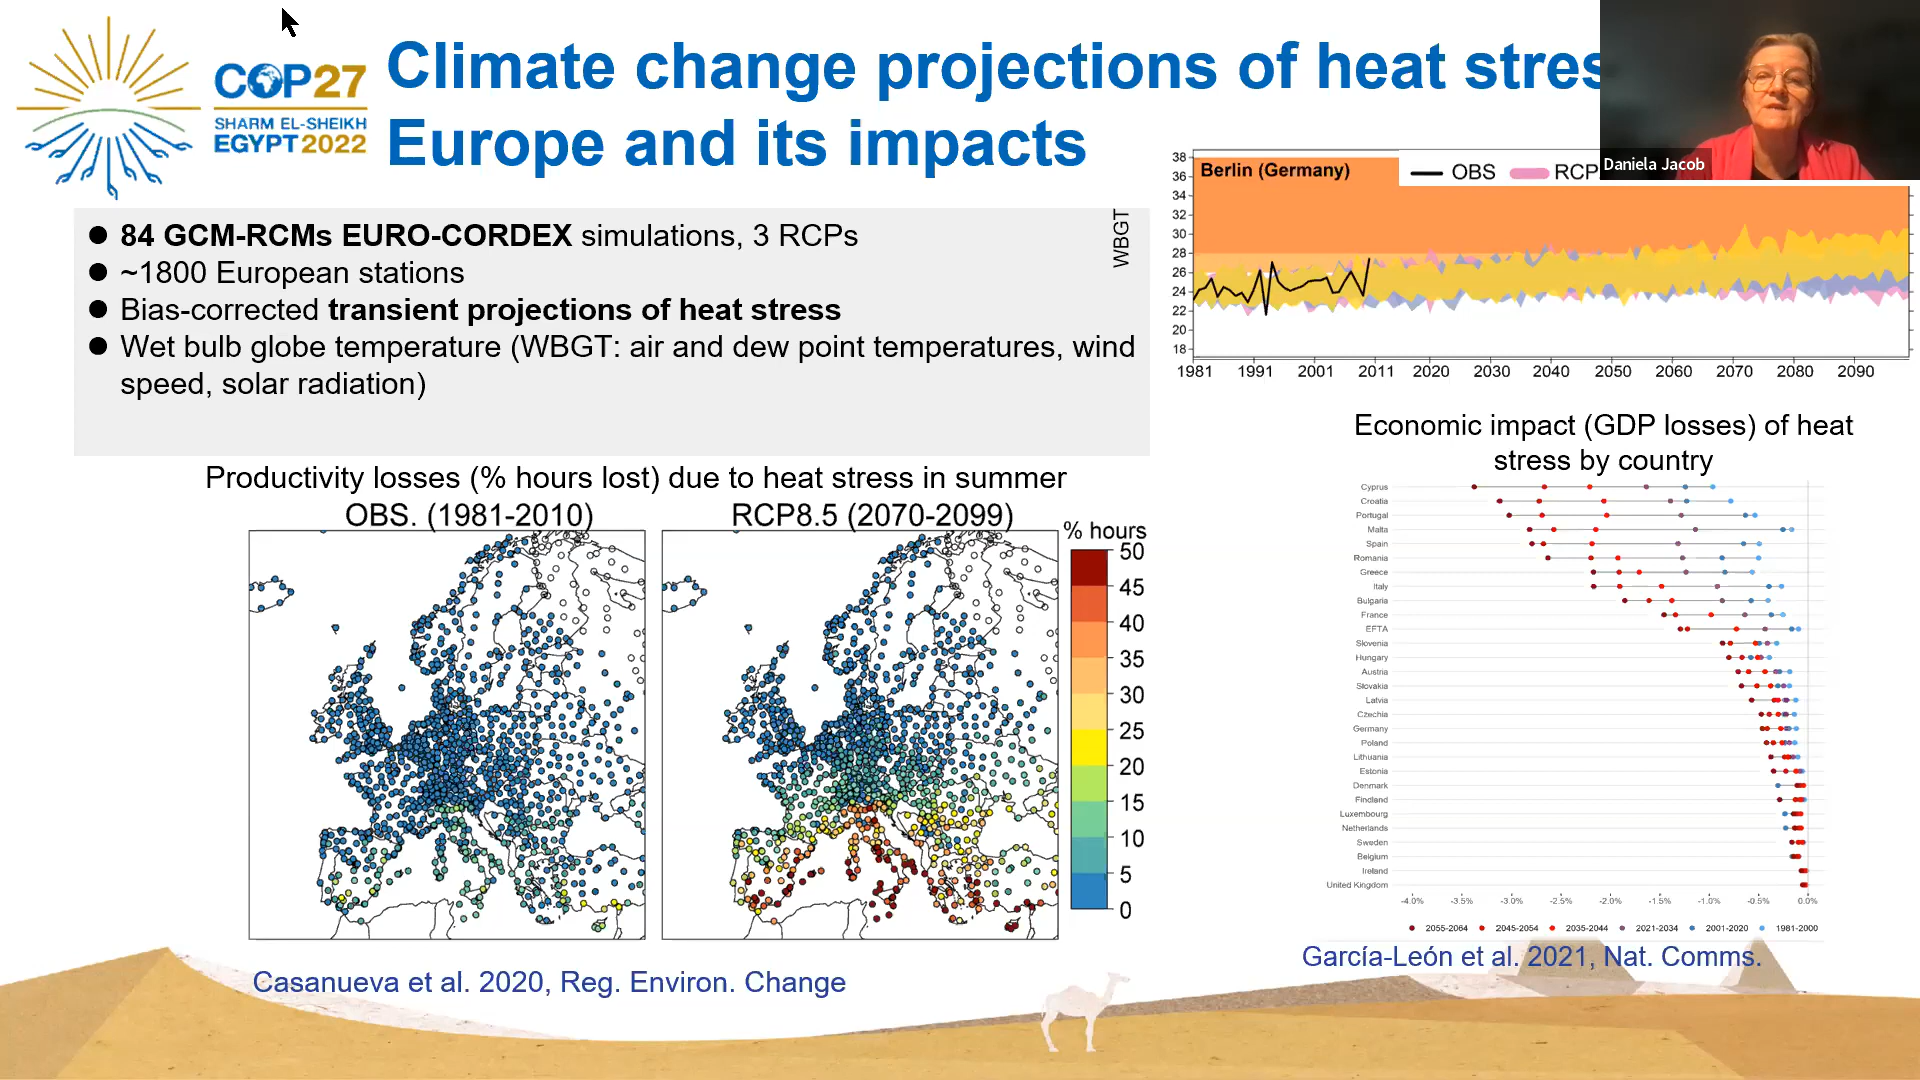 COP27
SHARM EL-SHEIKH
EGYPT2022
Climate change projections of heat stres
Europe and its impacts
Daniela Jacob
● 84 GCM-RCMs EURO-CORDEX simulations, 3 RCPs
● ~1800 European stations
● Bias-corrected transient projections of heat stress
● Wet bulb globe temperature (WBGT: air and dew point temperatures, wind
speed, solar radiation)
WBGT
Berlin (Germany)
OBS RCP
38
36
34
32
30
28
26
24
22
20
18
1981 1991 2001 2011 2020 2030 2040 2050 2060 2070 2080 2090
Productivity losses (% hours lost) due to heat stress in summer
OBS. (1981-2010) RCP8.5 (2070-2099)
% hours
50
45
40
35
30
25
20
15
10
5
0
Casanueva et al. 2020, Reg. Environ. Change
Economic impact (GDP losses) of heat
stress by country
Cyprus
Croatia
Portugal
Malta
Spain
Romania
Greece
Italy
Bulgaria
France
EFTA
Slovenia
Hungary
Austria
Slovakia
Latvia
Czechia
Germany
Poland
Lithuania
Estonia
Denmark
Findland
Luxembourg
Netherlands
Sweden
Belgium
Ireland
United Kingdom
-4.0% -3.5% -3.0% -2.5% -2.0% -1.5% -1.0% -0.5% 0.0%
2055-2064 2045-2054 2035-2044 2021-2034 2001-2020 1981-2000
García-León et al. 2021, Nat. Comms.